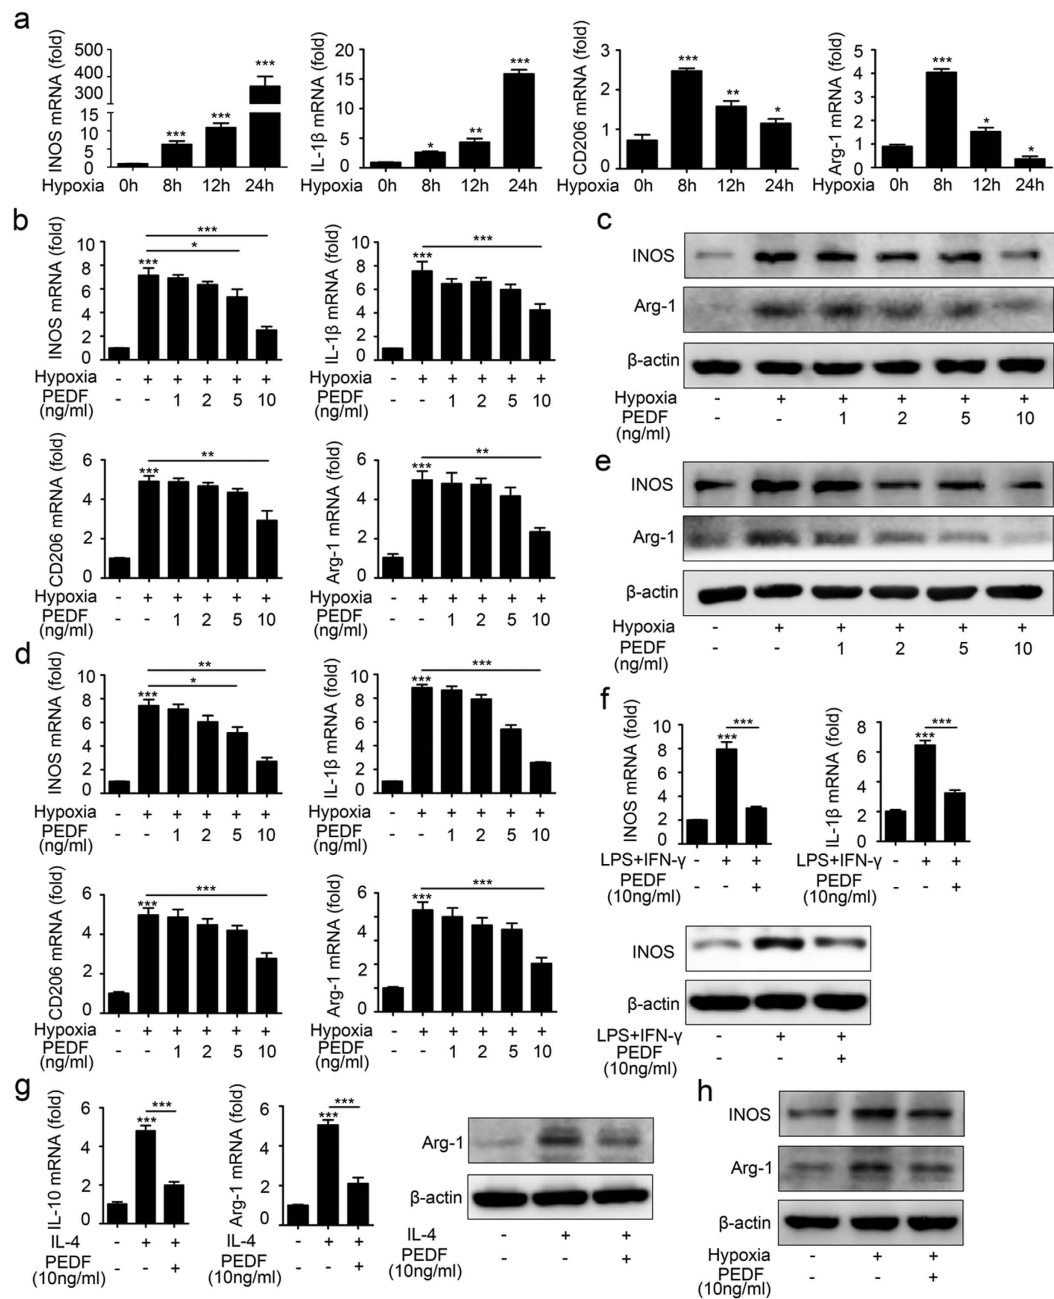 a
INOS mRNA (fold)
500
400
300
15
10
5
0
***
***
***
Hypoxia 0h 8h 12h 24h
IL-1β mRNA (fold)
20
15
10
5
0
*
**
***
Hypoxia 0h 8h 12h 24h
CD206 mRNA (fold)
3
2
1
0
***
**
*
Hypoxia 0h 8h 12h 24h
Arg-1 mRNA (fold)
5
4
3
2
1
0
***
*
*
Hypoxia 0h 8h 12h 24h
b
INOS mRNA (fold)
10
8
6
4
2
0
***
*
***
Hypoxia - + + + + +
PEDF - - 1 2 5 10
(ng/ml)
IL-1β mRNA (fold)
10
8
6
4
2
0
***
***
Hypoxia - + + + + +
PEDF - - 1 2 5 10
(ng/ml)
CD206 mRNA (fold)
6
4
2
0
**
***
Hypoxia - + + + + +
PEDF - - 1 2 5 10
(ng/ml)
Arg-1 mRNA (fold)
6
4
2
0
**
***
Hypoxia - + + + + +
PEDF - - 1 2 5 10
(ng/ml)
c
INOS
Arg-1
β-actin
Hypoxia - + + + + +
PEDF - - 1 2 5 10
(ng/ml)
e
INOS
Arg-1
β-actin
Hypoxia - + + + + +
PEDF - - 1 2 5 10
(ng/ml)
d
INOS mRNA (fold)
10
8
6
4
2
0
**
*
***
Hypoxia - + + + + +
PEDF - - 1 2 5 10
(ng/ml)
IL-1β mRNA (fold)
10
8
6
4
2
0
***
***
Hypoxia - + + + + +
PEDF - - 1 2 5 10
(ng/ml)
CD206 mRNA (fold)
6
4
2
0
***
***
Hypoxia - + + + + +
PEDF - - 1 2 5 10
(ng/ml)
Arg-1 mRNA (fold)
6
4
2
0
***
***
Hypoxia - + + + + +
PEDF - - 1 2 5 10
(ng/ml)
f
INOS mRNA (fold)
10
8
6
4
2
0
***
***
LPS+IFN-γ - + +
PEDF - - +
(10ng/ml)
IL-1β mRNA (fold)
8
6
4
2
0
***
***
LPS+IFN-γ - + +
PEDF - - +
(10ng/ml)
INOS
β-actin
LPS+IFN-γ - + +
PEDF - - +
(10ng/ml)
g
IL-10 mRNA (fold)
6
4
2
0
***
***
IL-4 - + +
PEDF - - +
(10ng/ml)
Arg-1 mRNA (fold)
6
4
2
0
***
***
IL-4 - + +
PEDF - - +
(10ng/ml)
Arg-1
β-actin
IL-4 - + +
PEDF - - +
(10ng/ml)
h
INOS
Arg-1
β-actin
Hypoxia - + +
PEDF - - +
(10ng/ml)